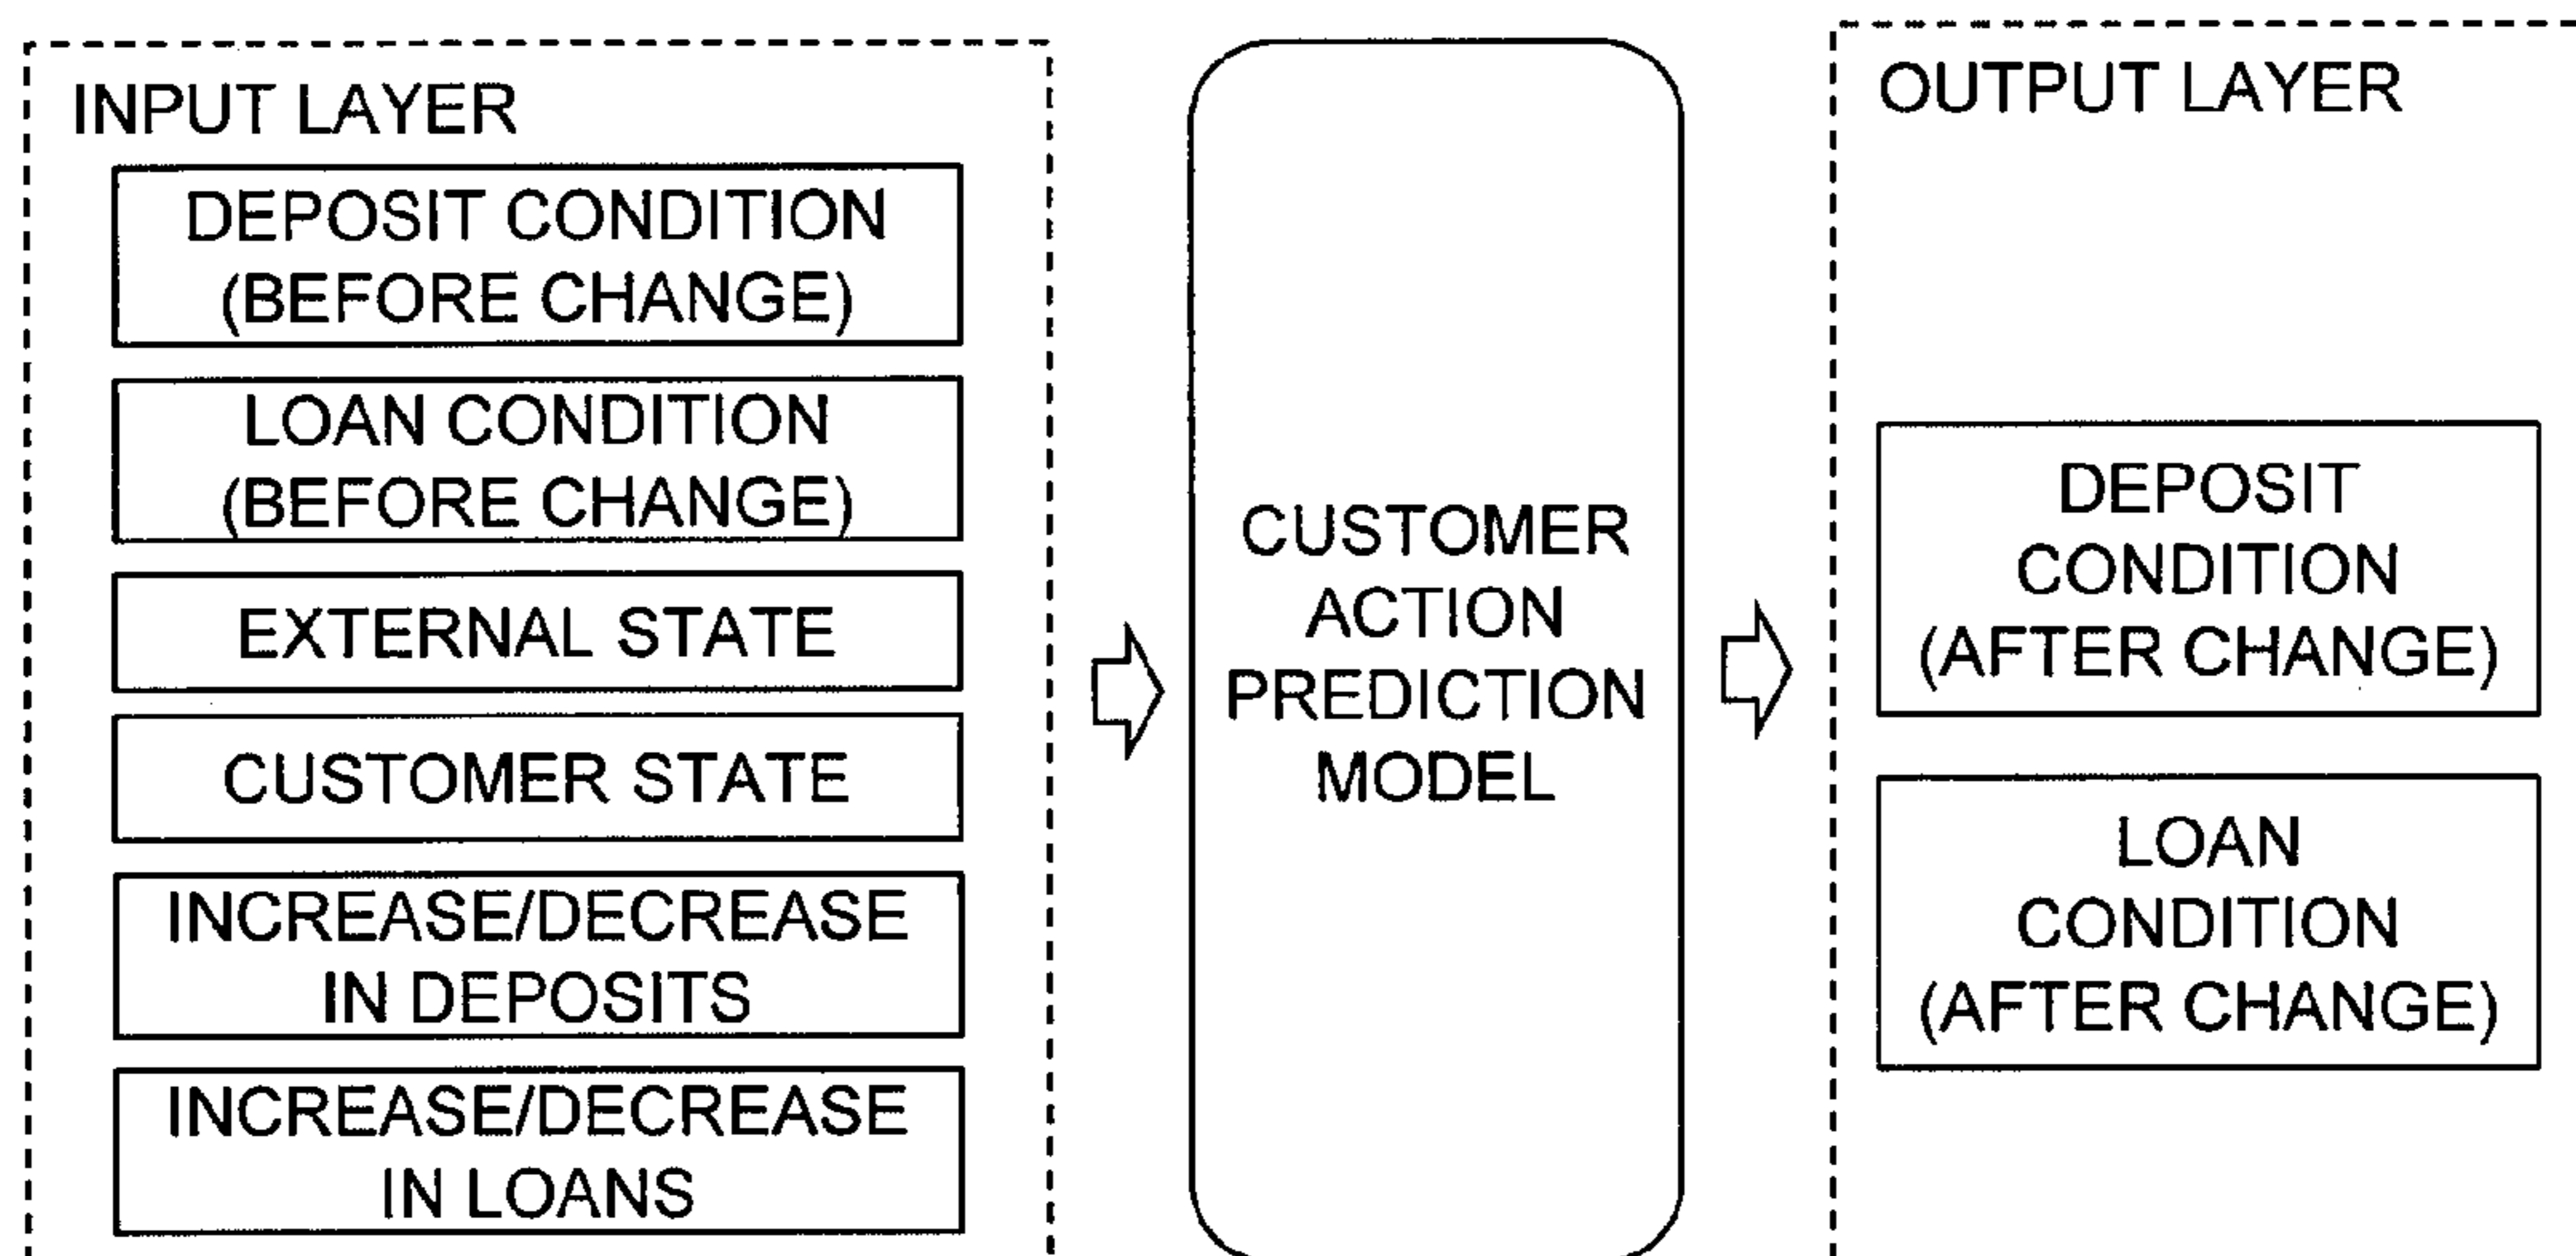 INPUT LAYER
DEPOSIT CONDITION
(BEFORE CHANGE)
LOAN CONDITION
(BEFORE CHANGE)
EXTERNAL STATE
CUSTOMER STATE
INCREASE/DECREASE
IN DEPOSITS
INCREASE/DECREASE
IN LOANS
CUSTOMER
ACTION
PREDICTION
MODEL
OUTPUT LAYER
DEPOSIT
CONDITION
(AFTER CHANGE)
LOAN
CONDITION
(AFTER CHANGE)